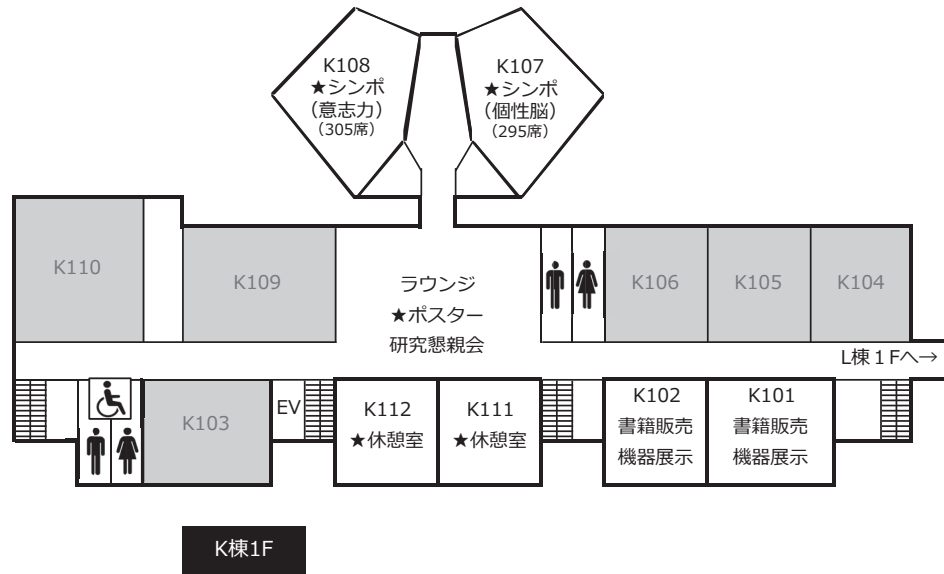 K108
★シンポ
（意志力）
（305席）
K107
★シンポ
（個性脳）
（295席）
K110
K109
ラウンジ
★ポスター
研究懇親会
K106
K105
K104
L棟１Fへ→
K103
EV
K112
★休憩室
K111
★休憩室
K102
書籍販売
機器展示
K101
書籍販売
機器展示
K棟1F